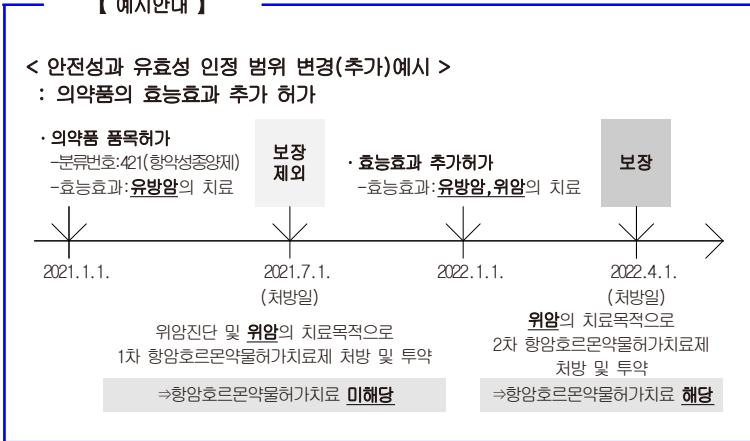 【 예시안내 】
< 안전성과 유효성 인정 범위 변경(추가)예시 >
: 의약품의 효능효과 추가 허가
· 의약품 품목허가
-분류번호:421(항악성종양제)
-효능효과:유방암의 치료
보장
제외
· 효능효과 추가허가
-효능효과:유방암,위암의 치료
보장
2021.1.1.
2021.7.1.
(처방일)
2022.1.1.
2022.4.1.
(처방일)
위암진단 및 위암의 치료목적으로
1차 항암호르몬약물허가치료제 처방 및 투약
⇒항암호르몬약물허가치료 미해당
위암의 치료목적으로
2차 항암호르몬약물허가치료제
처방 및 투약
⇒항암호르몬약물허가치료 해당